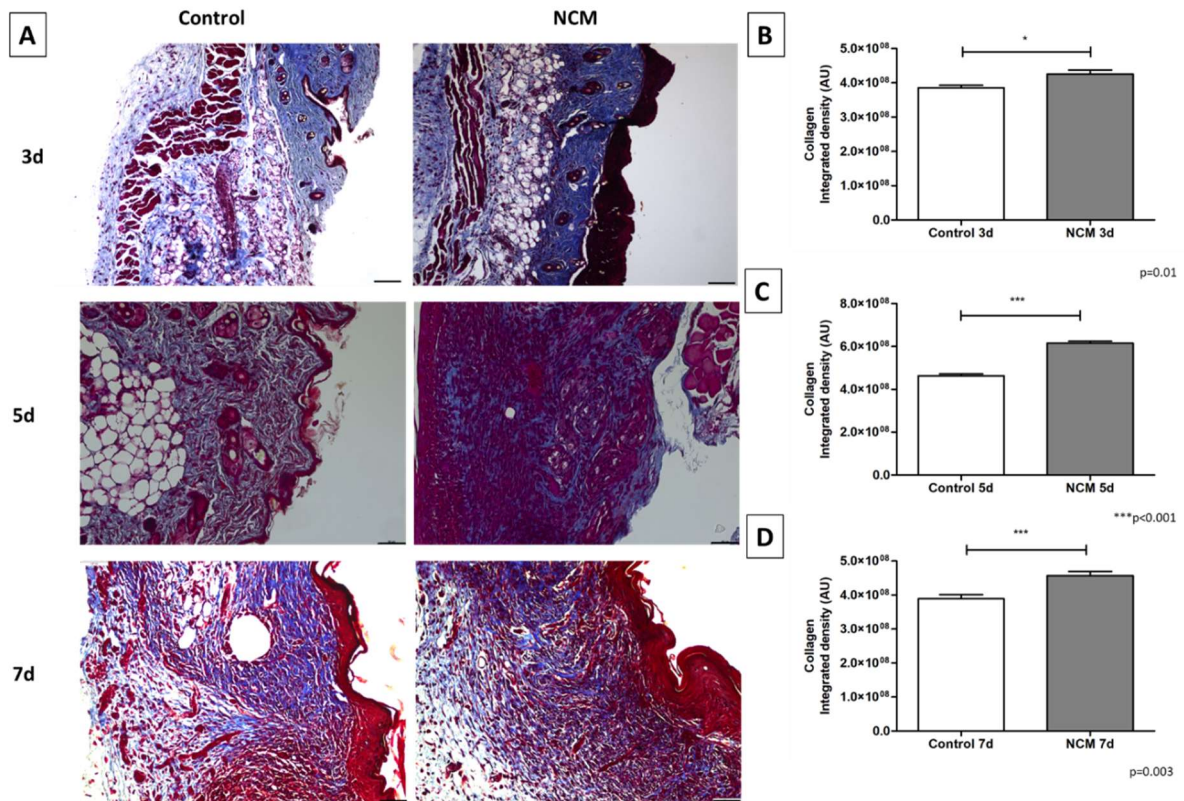 Control
NCM
A
3d
5d
7d
B
Collagen
Integrated density (AU)
5.0×10⁰⁸
4.0×10⁰⁸
3.0×10⁰⁸
2.0×10⁰⁸
1.0×10⁰⁸
0.0
*
Control 3d
NCM 3d
p=0.01
C
Collagen
Integrated density (AU)
8.0×10⁰⁸
6.0×10⁰⁸
4.0×10⁰⁸
2.0×10⁰⁸
0.0
***
Control 5d
NCM 5d
***p<0.001
D
Collagen
Integrated density (AU)
5.0×10⁰⁸
4.0×10⁰⁸
3.0×10⁰⁸
2.0×10⁰⁸
1.0×10⁰⁸
0.0
***
Control 7d
NCM 7d
p=0.003